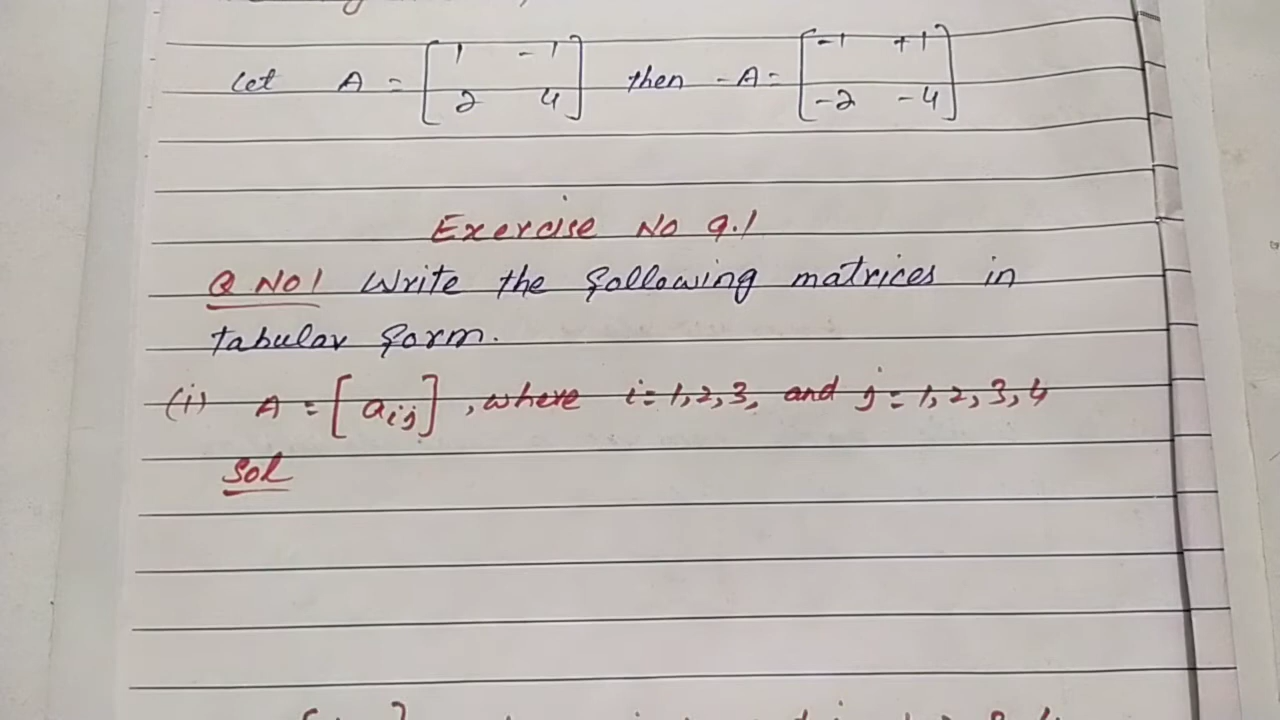 Let A = [1 -1
2 4] then -A = [-1 +1
-2 -4]
Exercise No 9.1
Q No1 Write the following matrices in
tabular form.
(i) A = [aij], where i = 1,2,3, and j = 1,2,3,4
Sol